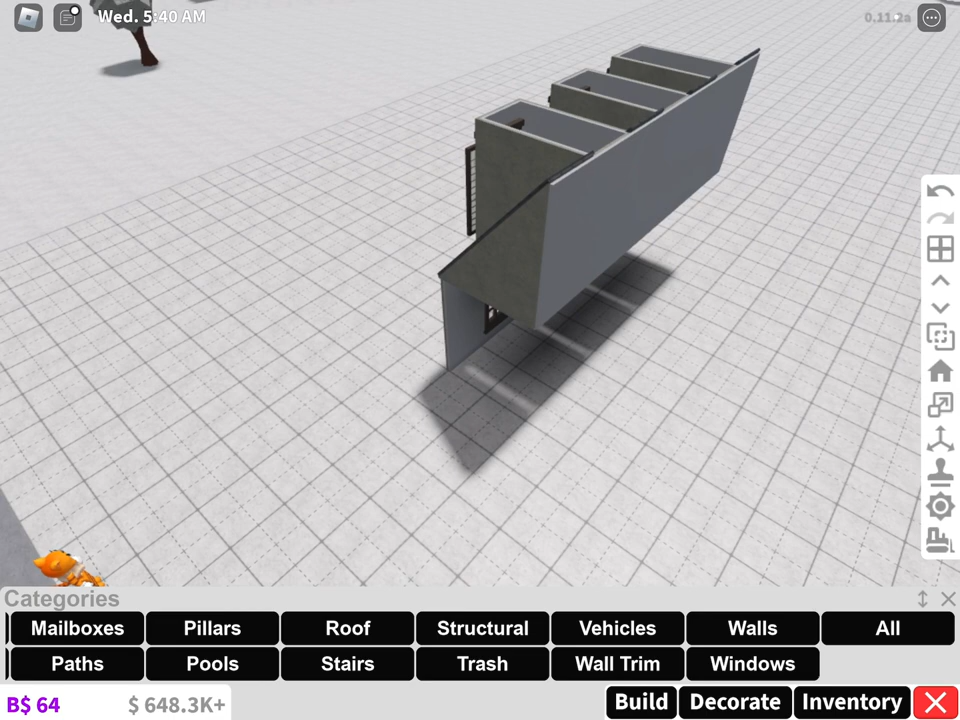 Wed. 5:40 AM
0.11.2a
Categories
Mailboxes Pillars Roof Structural Vehicles Walls All
Paths Pools Stairs Trash Wall Trim Windows
B$ 64 $ 648.3K+ Build Decorate Inventory